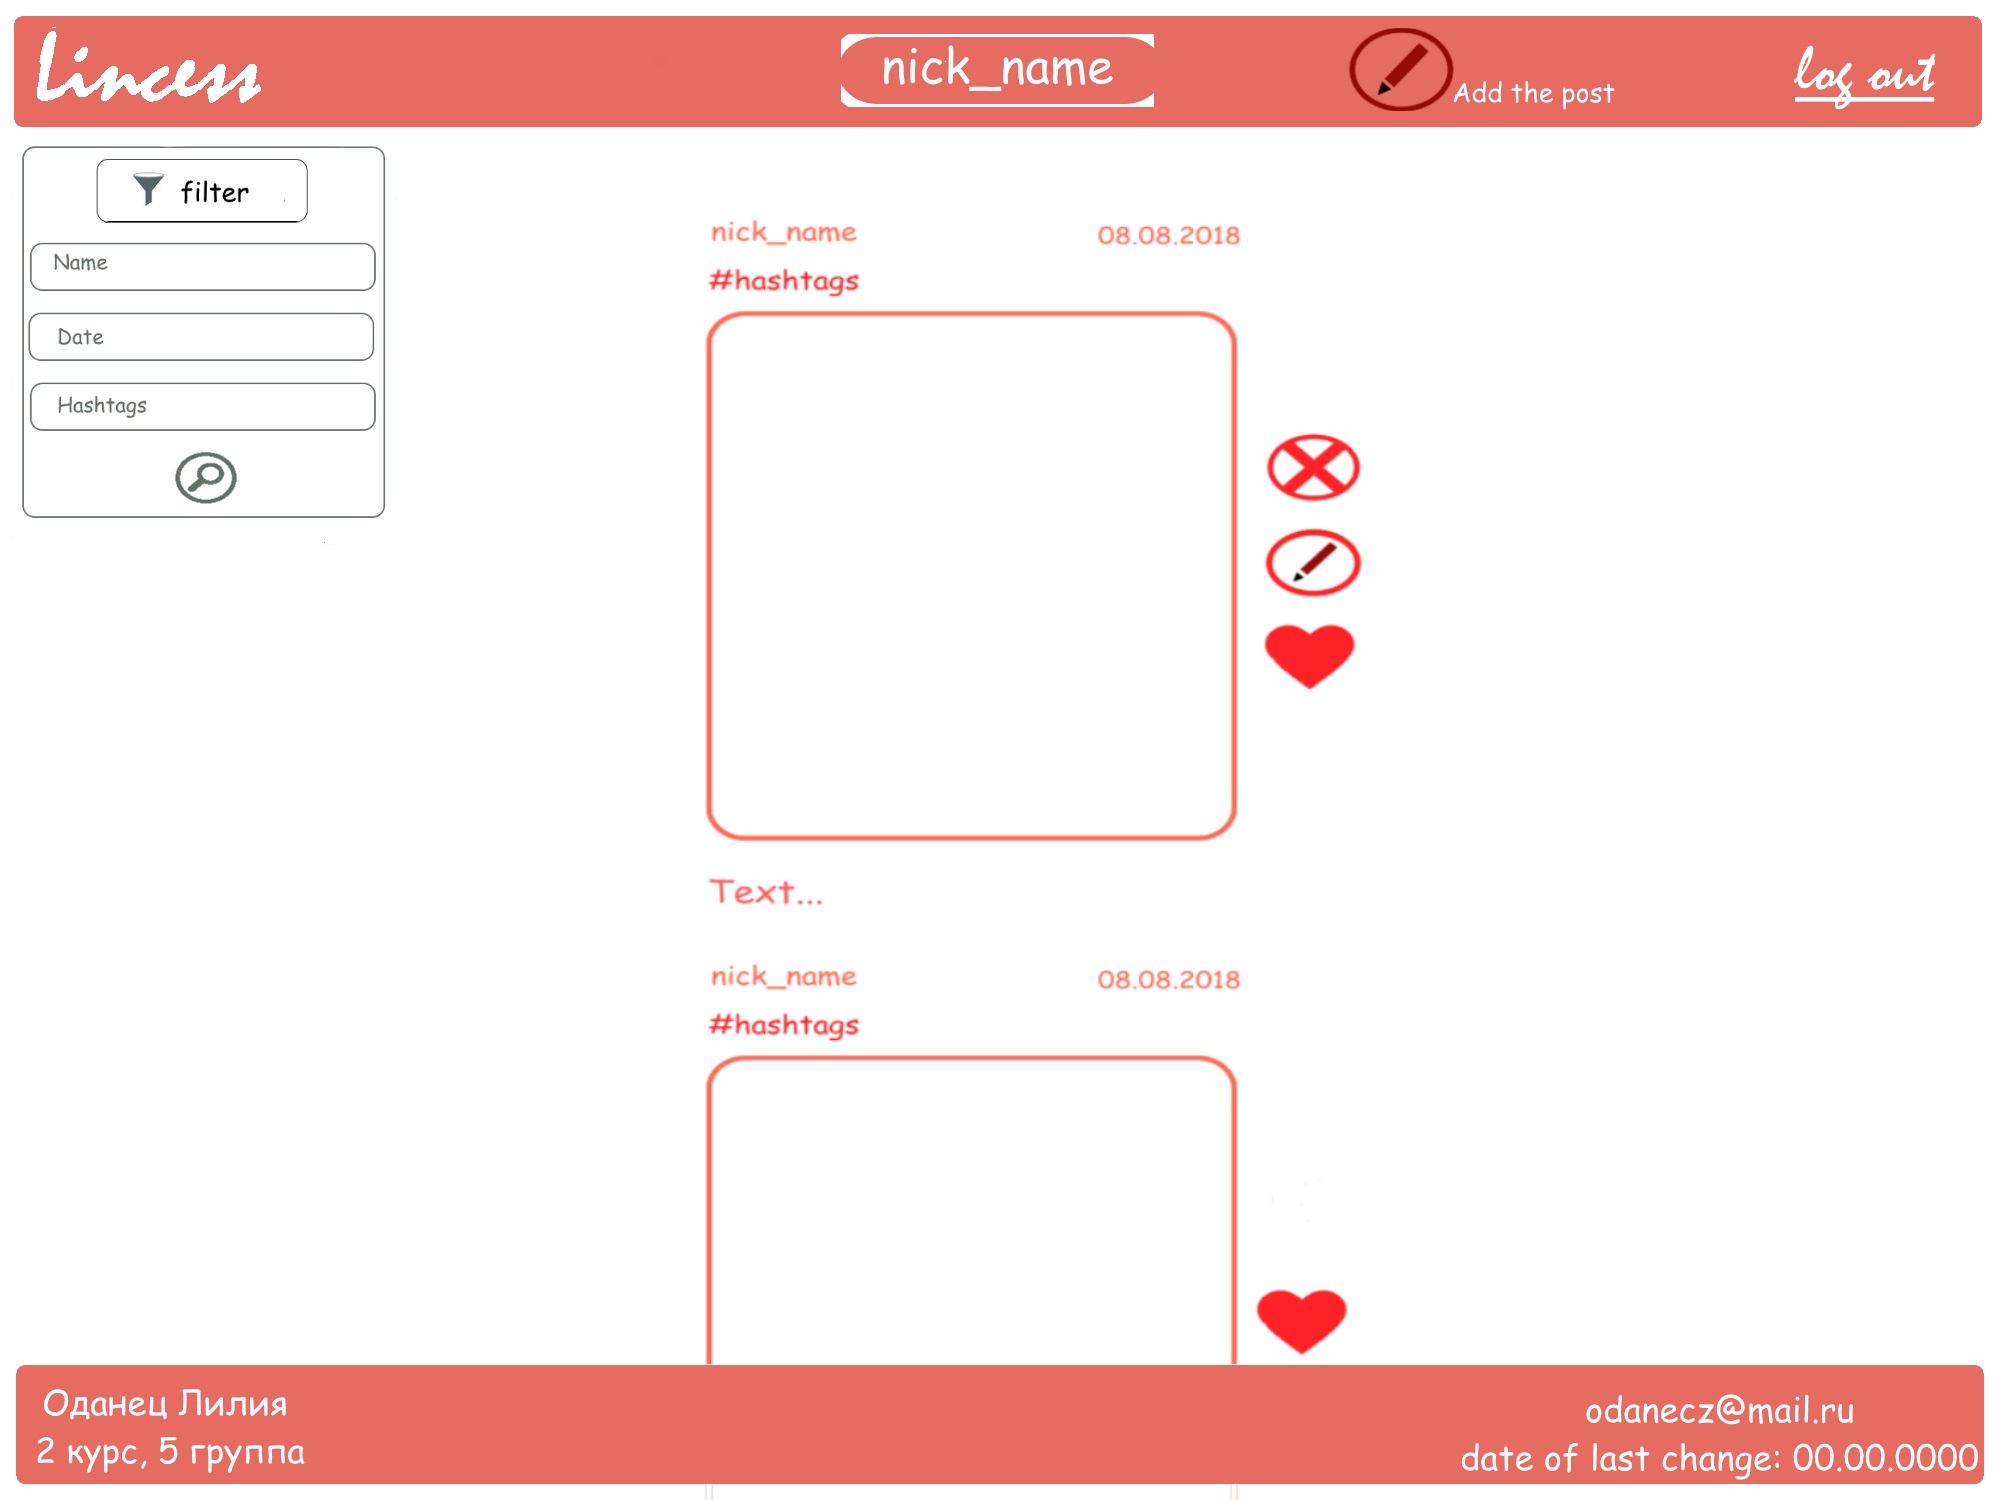 Lincess
nick_name
Add the post
log out
filter
Name
Date
Hashtags
nick_name 08.08.2018
#hashtags
Text...
nick_name 08.08.2018
#hashtags
Оданец Лилия
2 курс, 5 группа
odanecz@mail.ru
date of last change: 00.00.0000